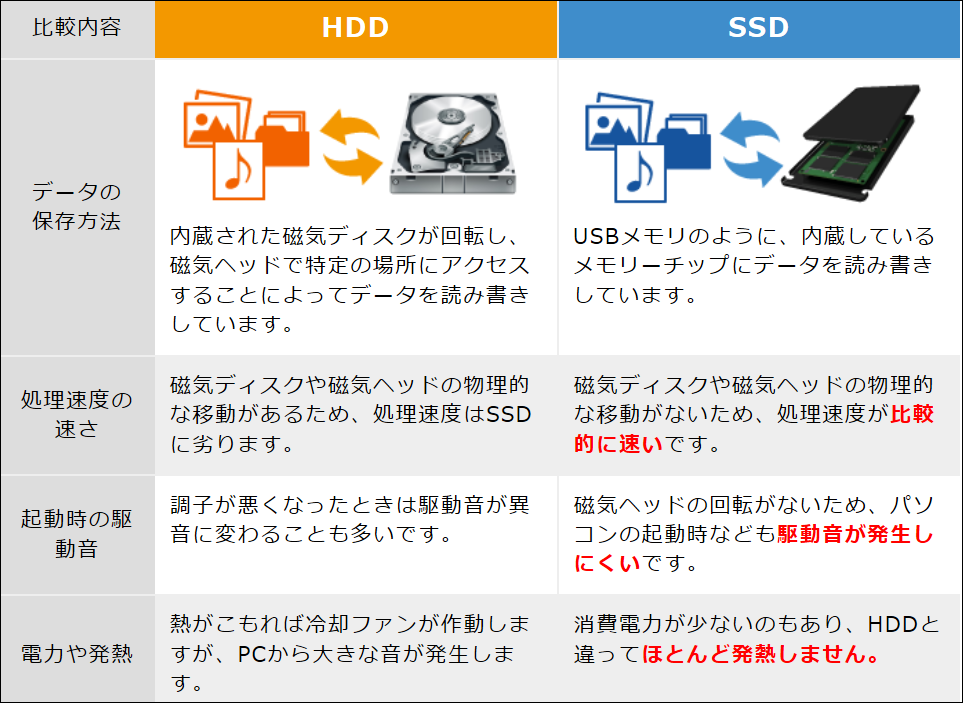 比較内容
HDD
SSD
データの
保存方法
内蔵された磁気ディスクが回転し、
磁気ヘッドで特定の場所にアクセス
することによってデータを読み書き
しています。
USBメモリのように、内蔵している
メモリーチップにデータを読み書き
しています。
処理速度の
速さ
磁気ディスクや磁気ヘッドの物理的
な移動があるため、処理速度はSSD
に劣ります。
磁気ディスクや磁気ヘッドの物理的
な移動がないため、処理速度が比較
的に速いです。
起動時の駆
動音
調子が悪くなったときは駆動音が異
音に変わることも多いです。
磁気ヘッドの回転がないため、パソ
コンの起動時なども駆動音が発生し
にくいです。
電力や発熱
熱がこもれば冷却ファンが作動しま
すが、PCから大きな音が発生しま
す。
消費電力が少ないのもあり、HDDと
違ってほとんど発熱しません。